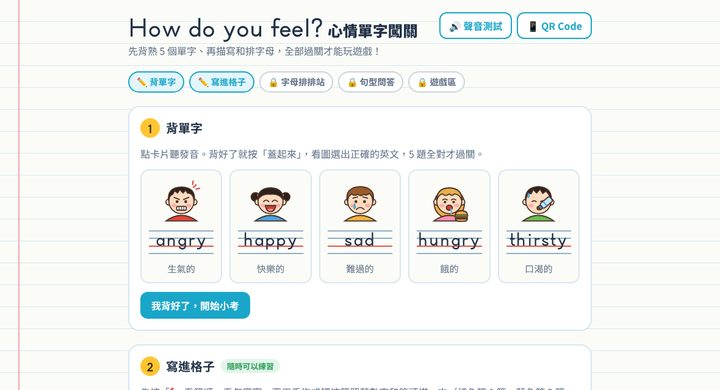 How do you feel? 心情單字闖關
🔊 聲音測試
📱 QR Code
先背熟 5 個單字、再描寫和排字母，全部過關才能玩遊戲！
✏️ 背單字
✏️ 寫進格子
🔒 字母排排站
🔒 句型問答
🔒 遊戲區
1 背單字
點卡片聽發音。背好了就按「蓋起來」，看圖選出正確的英文，5 題全對才過關。
angry
生氣的
happy
快樂的
sad
難過的
hungry
餓的
thirsty
口渴的
我背好了，開始小考
2 寫進格子 隨時可以練習